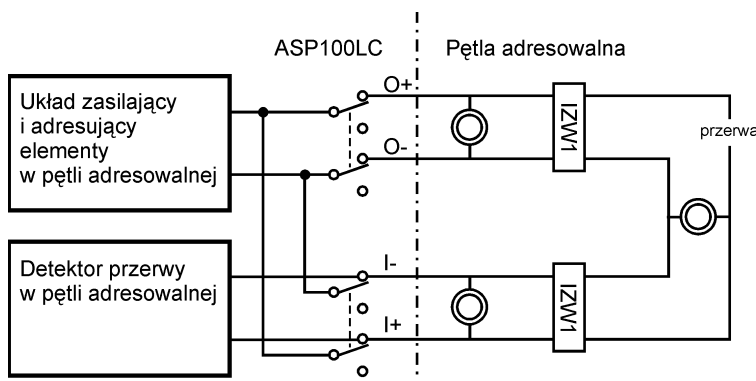 ASP100LC
Pętla adresowalna
Układ zasilający
i adresujący
elementy
w pętli adresowalnej
O+
O-
IZW1
przerwa
Detektor przerwy
w pętli adresowalnej
I-
I+
IZW1